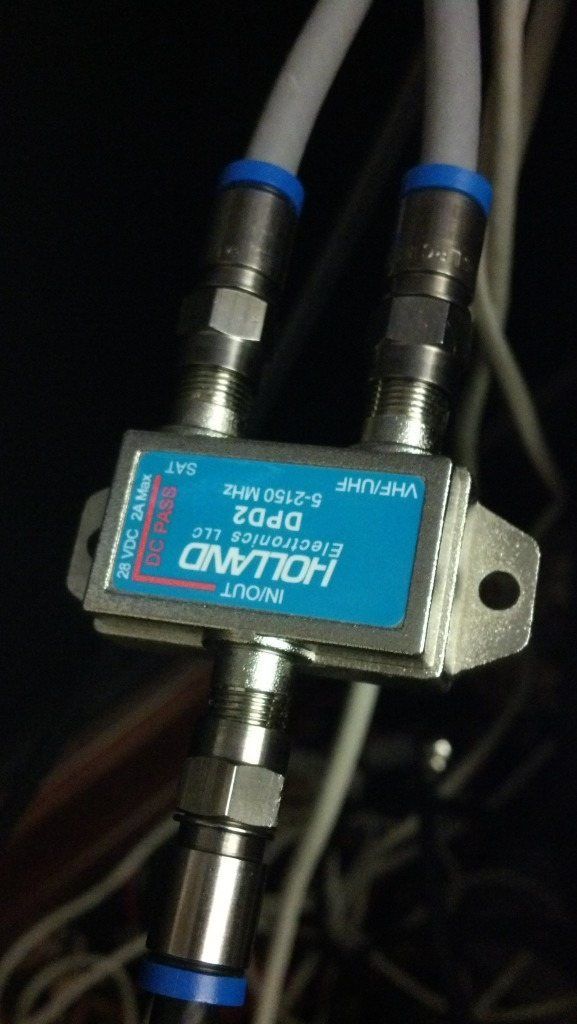 IN/OUT
HOLLAND
Electronics LLC
DPD2
5-2150 MHz
VHF/UHF
SAT
DC PASS
28 VDC 2A Max